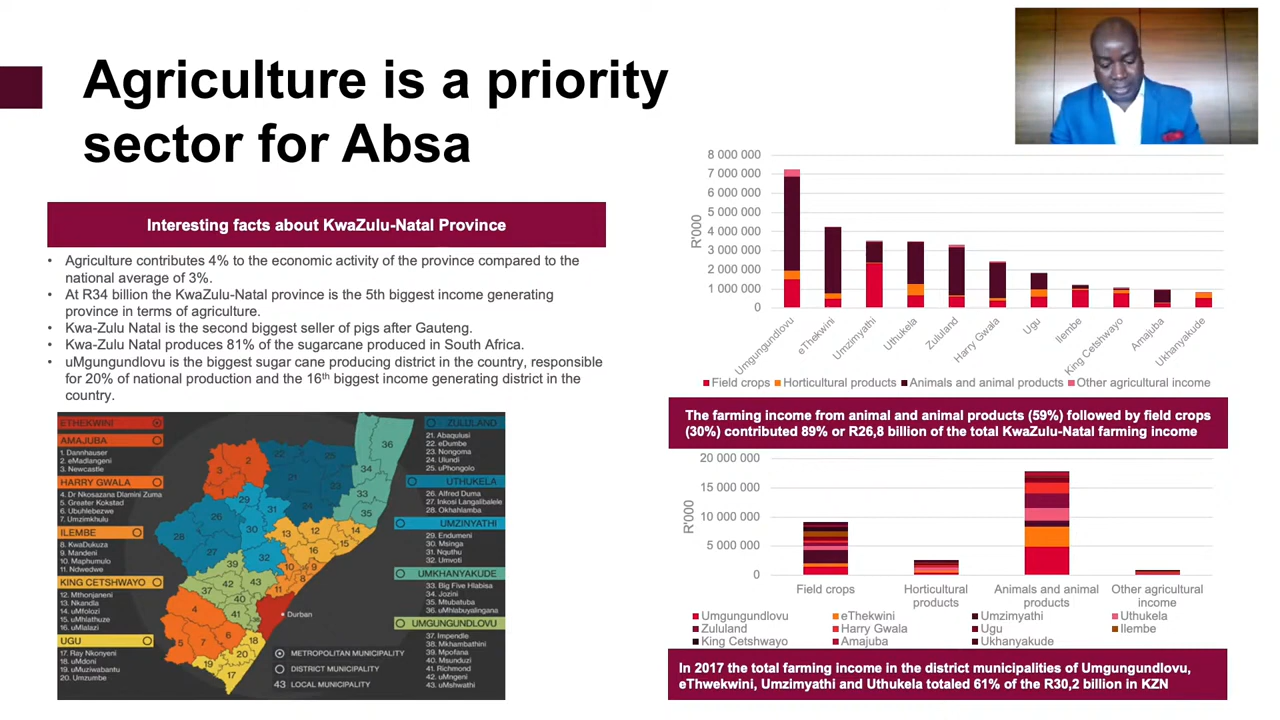 Agriculture is a priority
sector for Absa
Interesting facts about KwaZulu-Natal Province
• Agriculture contributes 4% to the economic activity of the province compared to the
national average of 3%.
• At R34 billion the KwaZulu-Natal province is the 5th biggest income generating
province in terms of agriculture.
• Kwa-Zulu Natal is the second biggest seller of pigs after Gauteng.
• Kwa-Zulu Natal produces 81% of the sugarcane produced in South Africa.
• uMgungundlovu is the biggest sugar cane producing district in the country, responsible
for 20% of national production and the 16th biggest income generating district in the
country.
ETHEKWINI
AMAJUBA
1. Dannhauser
2. eMadlangeni
3. Newcastle
HARRY GWALA
4. Dr Nkosazana Dlamini Zuma
5. Greater Kokstad
6. Ubuhlebezwe
7. Umzimkhulu
ILEMBE
8. KwaDukuza
9. Mandeni
10. Maphumulo
11. Ndwedwe
KING CETSHWAYO
12. Mthonjaneni
13. Nkandla
14. uMfolozi
15. uMhlathuze
16. uMlalazi
UGU
17. Ray Nkonyeni
18. uMdoni
19. uMuziwabantu
20. Umzumbe
ZULULAND
21. Abaqulusi
22. eDumbe
23. Nongoma
24. Ulundi
25. uPhongolo
UTHUKELA
26. Alfred Duma
27. Inkosi Langalibalele
28. Okhahlamba
UMZINYATHI
29. Endumeni
30. Msinga
31. Nquthu
32. Umvoti
UMKHANYAKUDE
33. Big Five Hlabisa
34. Jozini
35. Mtubatuba
36. uMhlabuyalingana
UMGUNGUNDLOVU
37. Impendle
38. Mkhambathini
39. Mpofana
40. Msunduzi
41. Richmond
42. uMngeni
43. uMshwathi
Durban
METROPOLITAN MUNICIPALITY
DISTRICT MUNICIPALITY
43 LOCAL MUNICIPALITY
R'000
8 000 000
7 000 000
6 000 000
5 000 000
4 000 000
3 000 000
2 000 000
1 000 000
0
Umgungundlovu
eThekwini
Umzimyathi
Uthukela
Zululand
Harry Gwala
Ugu
Ilembe
King Cetshwayo
Amajuba
Ukhanyakude
Field crops Horticultural products Animals and animal products Other agricultural income
The farming income from animal and animal products (59%) followed by field crops
(30%) contributed 89% or R26,8 billion of the total KwaZulu-Natal farming income
R'000
20 000 000
15 000 000
10 000 000
5 000 000
0
Field crops
Horticultural
products
Animals and animal
products
Other agricultural
income
Umgungundlovu eThekwini Umzimyathi Uthukela
Zululand Harry Gwala Ugu Ilembe
King Cetshwayo Amajuba Ukhanyakude
In 2017 the total farming income in the district municipalities of Umgungundlovu,
eThwekwini, Umzimyathi and Uthukela totaled 61% of the R30,2 billion in KZN